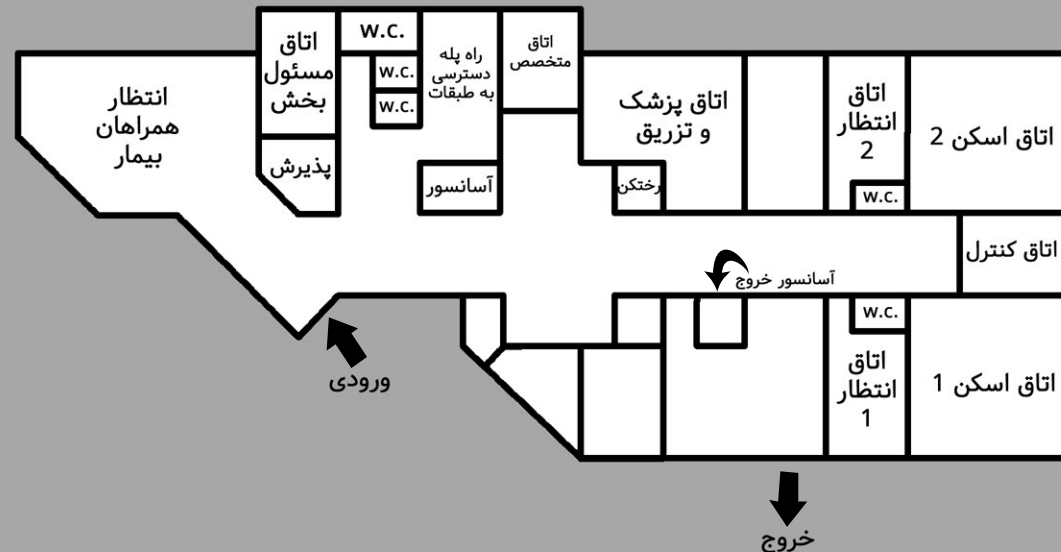 انتظار
همراهان
بیمار
اتاق
مسئول
بخش
پذیرش
w.c.
w.c.
w.c.
راه پله
دسترسی
به طبقات
آسانسور
اتاق
متخصص
اتاق پزشک
و تزریق
رختکن
اتاق
انتظار
2
w.c.
اتاق اسکن 2
اتاق کنترل
آسانسور خروج
w.c.
اتاق
انتظار
1
اتاق اسکن 1
ورودی
خروج